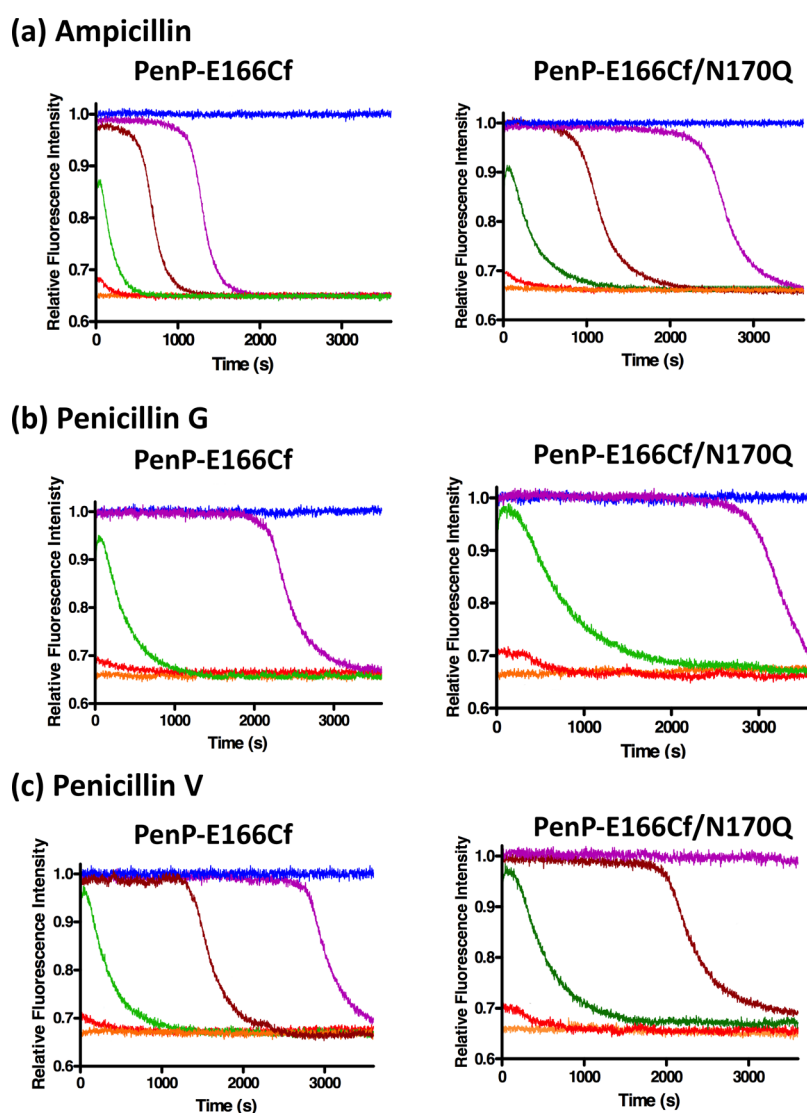 (a) Ampicillin
PenP-E166Cf
PenP-E166Cf/N170Q
Relative Fluorescence Intensity
1.0
0.9
0.8
0.7
0.6
0
1000
2000
3000
Time (s)
Relative Fluorescence Intensity
1.0
0.9
0.8
0.7
0.6
0
1000
2000
3000
Time (s)
(b) Penicillin G
PenP-E166Cf
PenP-E166Cf/N170Q
Relative Fluorescence Intenisty
1.0
0.9
0.8
0.7
0.6
0
1000
2000
3000
Time (s)
Relative Fluorescence Intensity
1.0
0.9
0.8
0.7
0.6
0
1000
2000
3000
Time (s)
(c) Penicillin V
PenP-E166Cf
PenP-E166Cf/N170Q
Relative Fluorescence Intensity
1.0
0.9
0.8
0.7
0.6
0
1000
2000
3000
Time (s)
Relative Fluorescence Intensity
1.0
0.9
0.8
0.7
0.6
0
1000
2000
3000
Time (s)